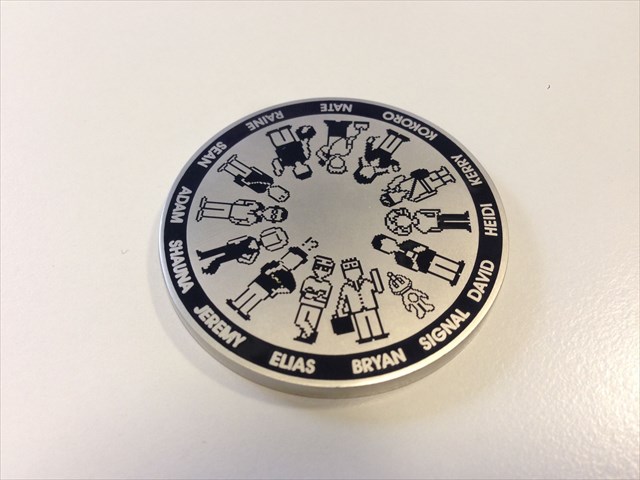 NATE
KOKORO
KERRY
HEIDI
DAVID
SIGNAL
BRYAN
ELIAS
JEREMY
SHAUNA
ADAM
SEAN
RAINE